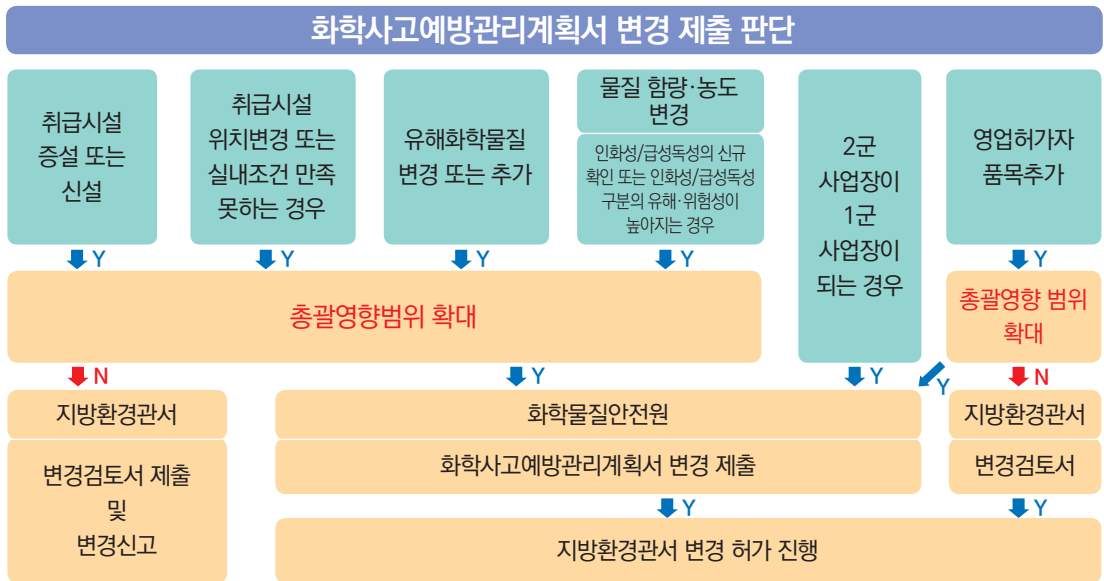 화학사고예방관리계획서 변경 제출 판단
취급시설
증설 또는
신설
취급시설
위치변경 또는
실내조건 만족
못하는 경우
유해화학물질
변경 또는 추가
물질 함량·농도
변경
인화성/급성독성의 신규
확인 또는 인화성/급성독성
구분의 유해·위험성이
높아지는 경우
2군
사업장이
1군
사업장이
되는 경우
영업허가자
품목추가
Y
Y
Y
Y
Y
총괄영향범위 확대
총괄영향 범위
확대
N
Y
Y
Y
N
지방환경관서
화학물질안전원
지방환경관서
변경검토서 제출
및
변경신고
화학사고예방관리계획서 변경 제출
변경검토서
Y
Y
지방환경관서 변경 허가 진행